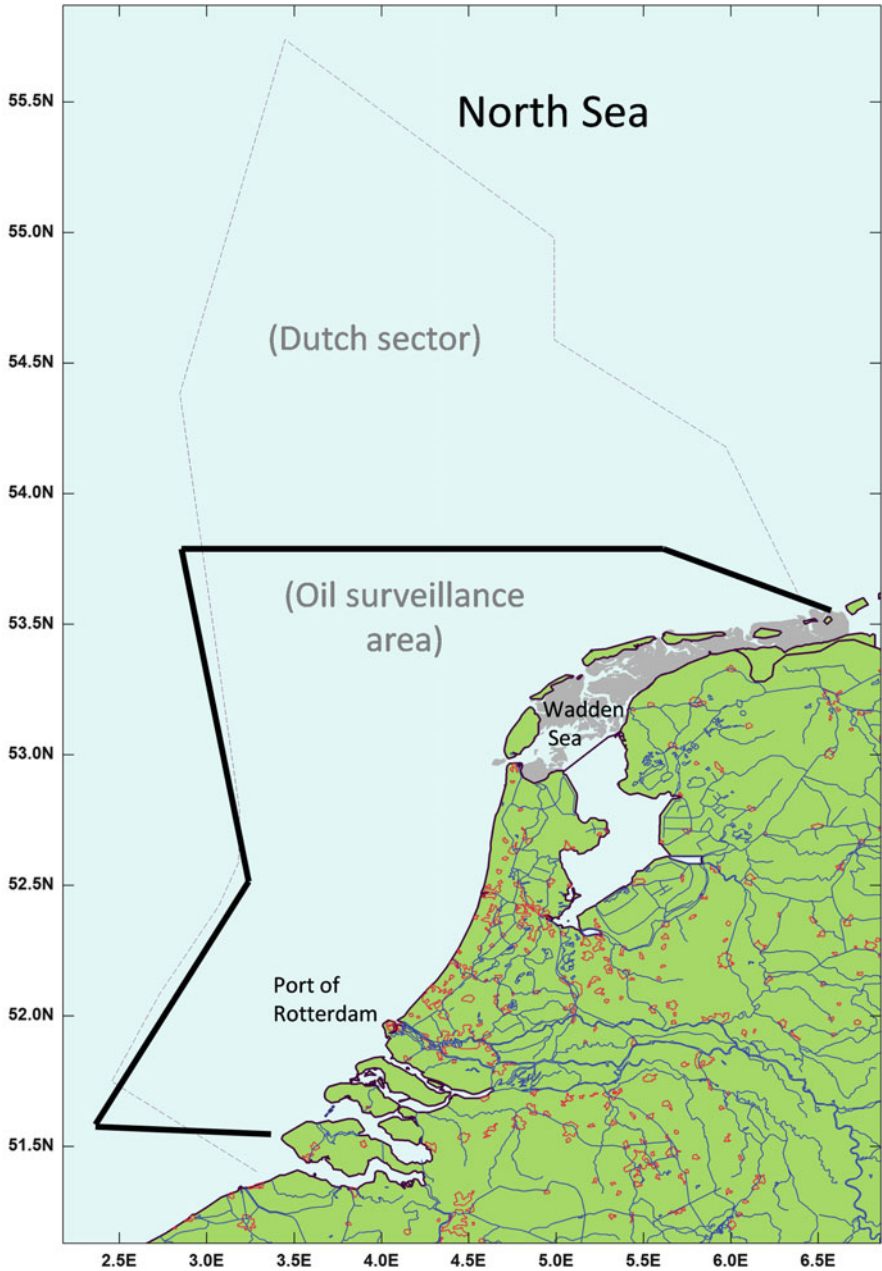 North Sea
(Dutch sector)
(Oil surveillance
area)
Wadden
Sea
Port of
Rotterdam
55.5N
55.0N
54.5N
54.0N
53.5N
53.0N
52.5N
52.0N
51.5N
2.5E 3.0E 3.5E 4.0E 4.5E 5.0E 5.5E 6.0E 6.5E